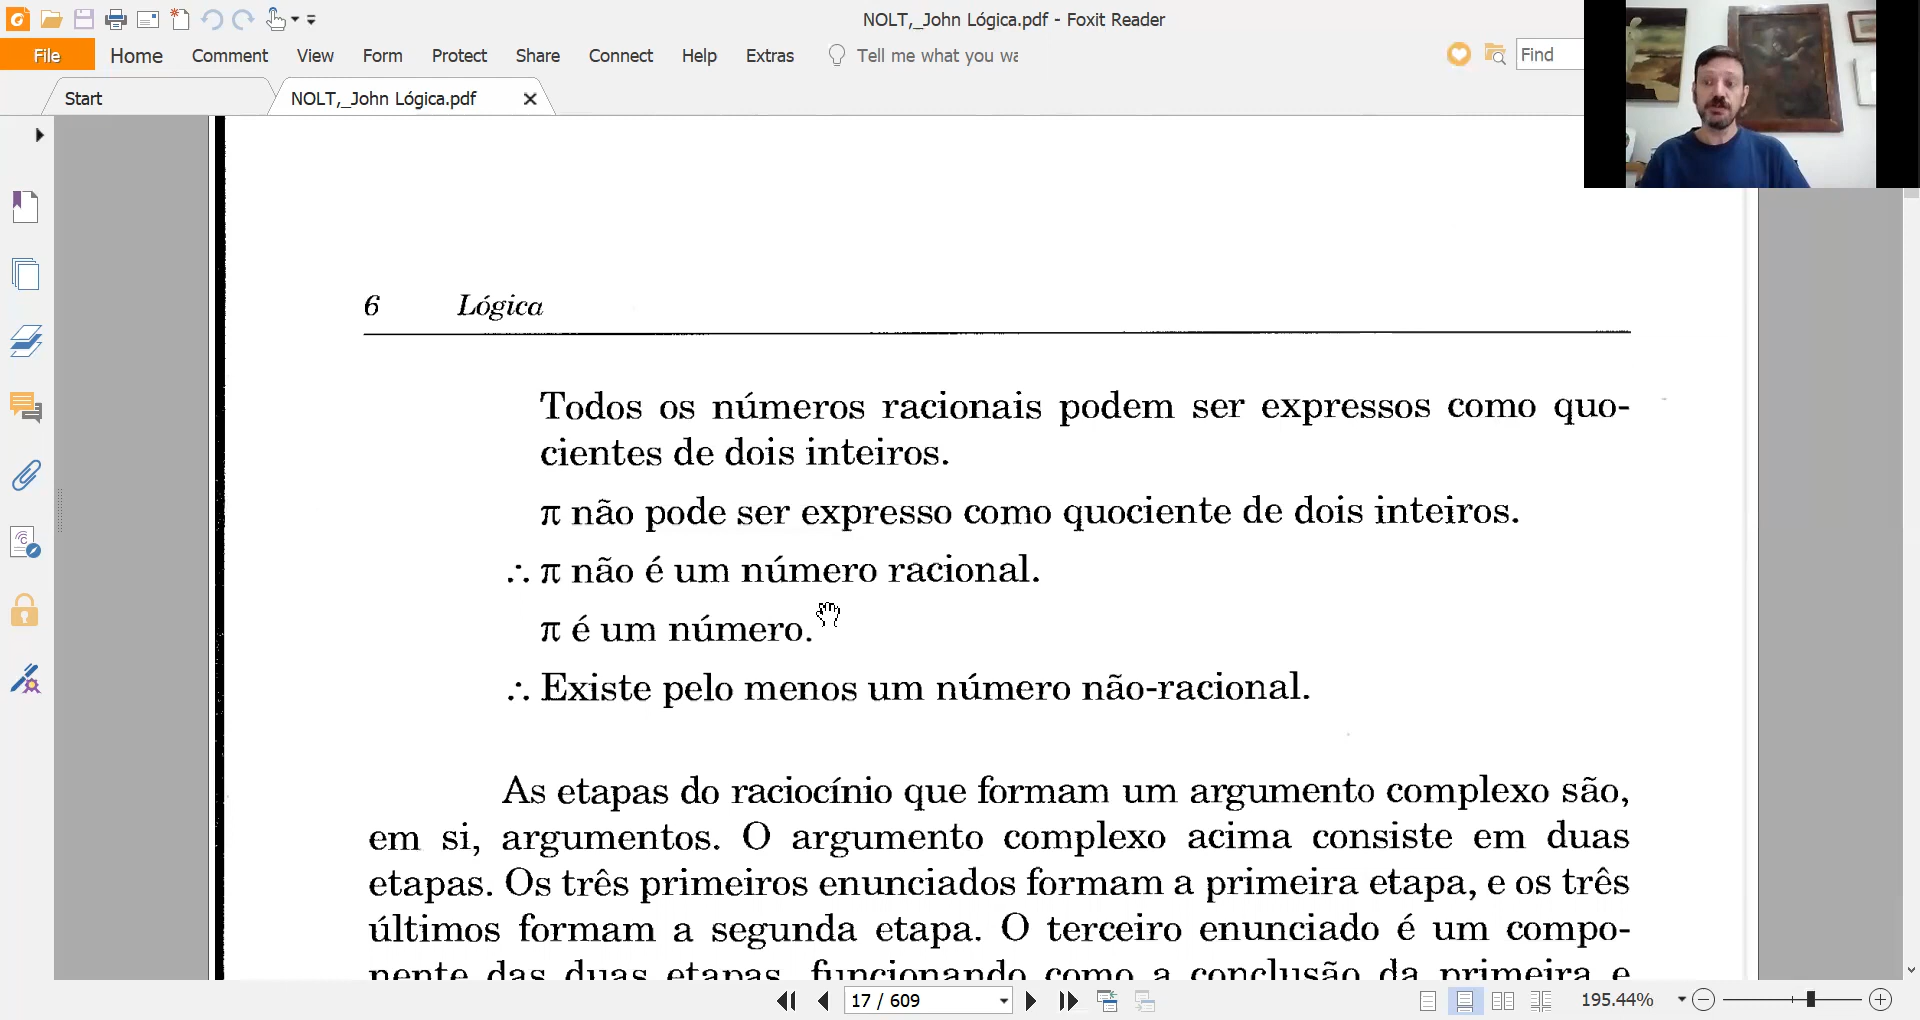 NOLT,_John Lógica.pdf - Foxit Reader
File Home Comment View Form Protect Share Connect Help Extras Tell me what you wa Find
Start NOLT,_John Lógica.pdf
6 Lógica
Todos os números racionais podem ser expressos como quo-
cientes de dois inteiros.
π não pode ser expresso como quociente de dois inteiros.
∴ π não é um número racional.
π é um número.
∴ Existe pelo menos um número não-racional.
As etapas do raciocínio que formam um argumento complexo são,
em si, argumentos. O argumento complexo acima consiste em duas
etapas. Os três primeiros enunciados formam a primeira etapa, e os três
últimos formam a segunda etapa. O terceiro enunciado é um compo-
nente das duas etapas, funcionando como a conclusão da primeira e
17 / 609 195.44%